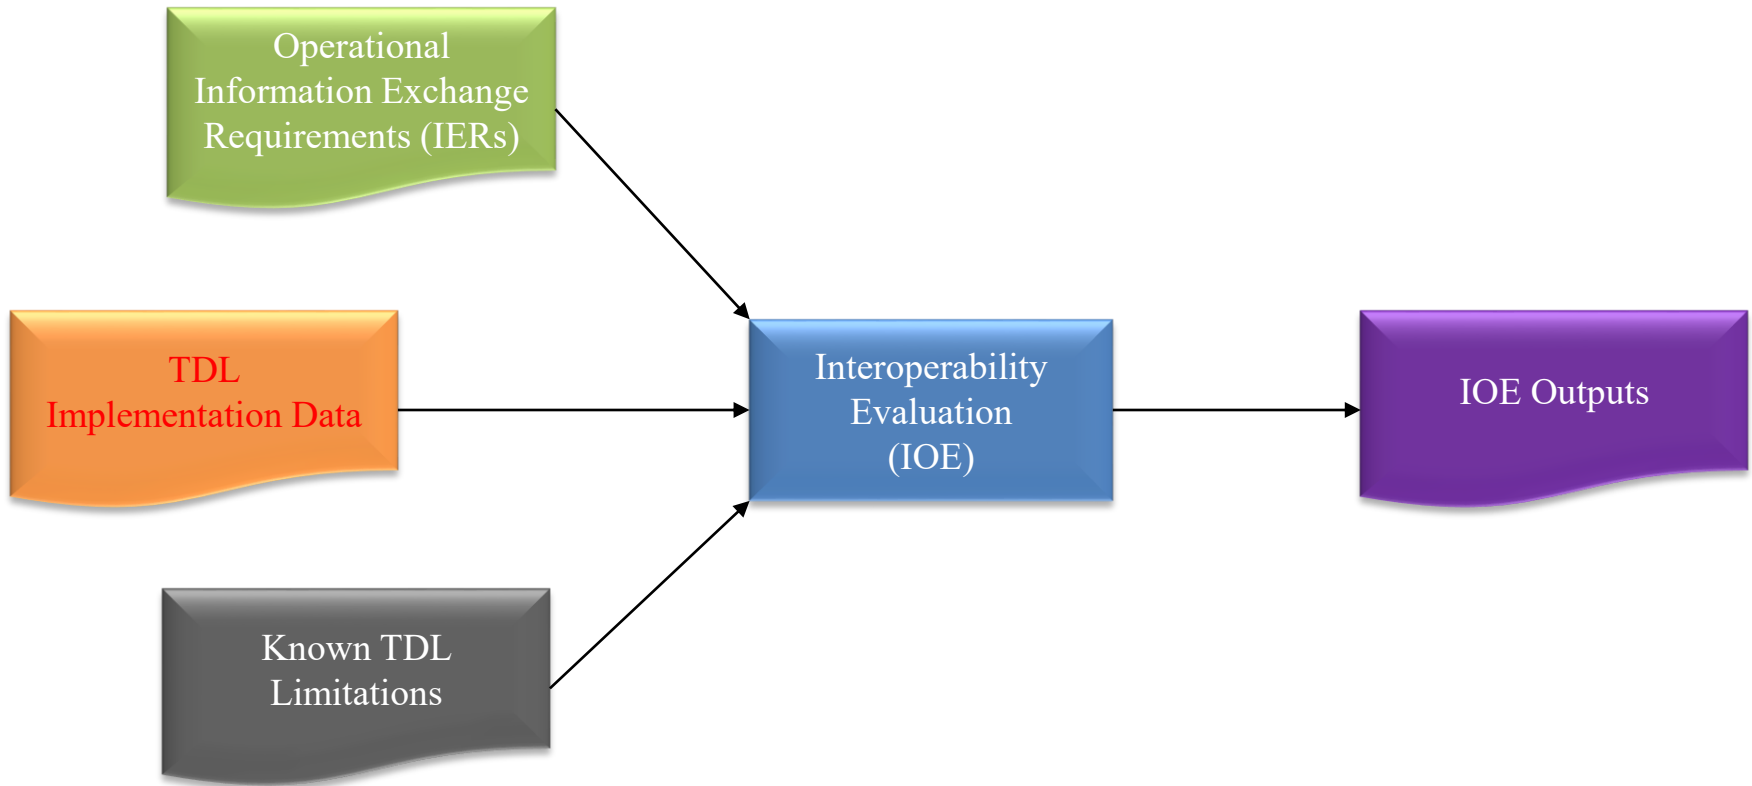 Operational
Information Exchange
Requirements (IERs)
TDL
Implementation Data
Interoperability
Evaluation
(IOE)
IOE Outputs
Known TDL
Limitations